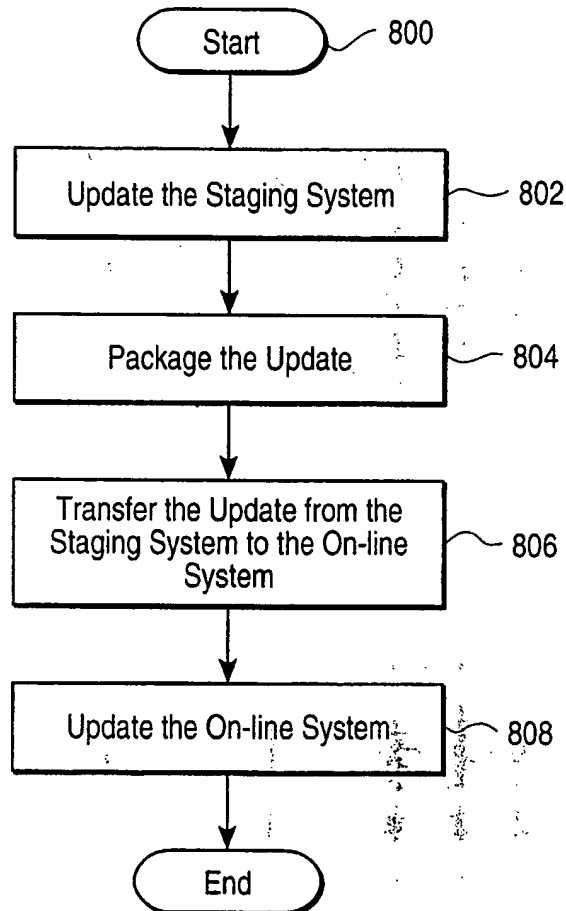 Start
800
Update the Staging System
802
Package the Update
804
Transfer the Update from the
Staging System to the On-line
System
806
Update the On-line System
808
End